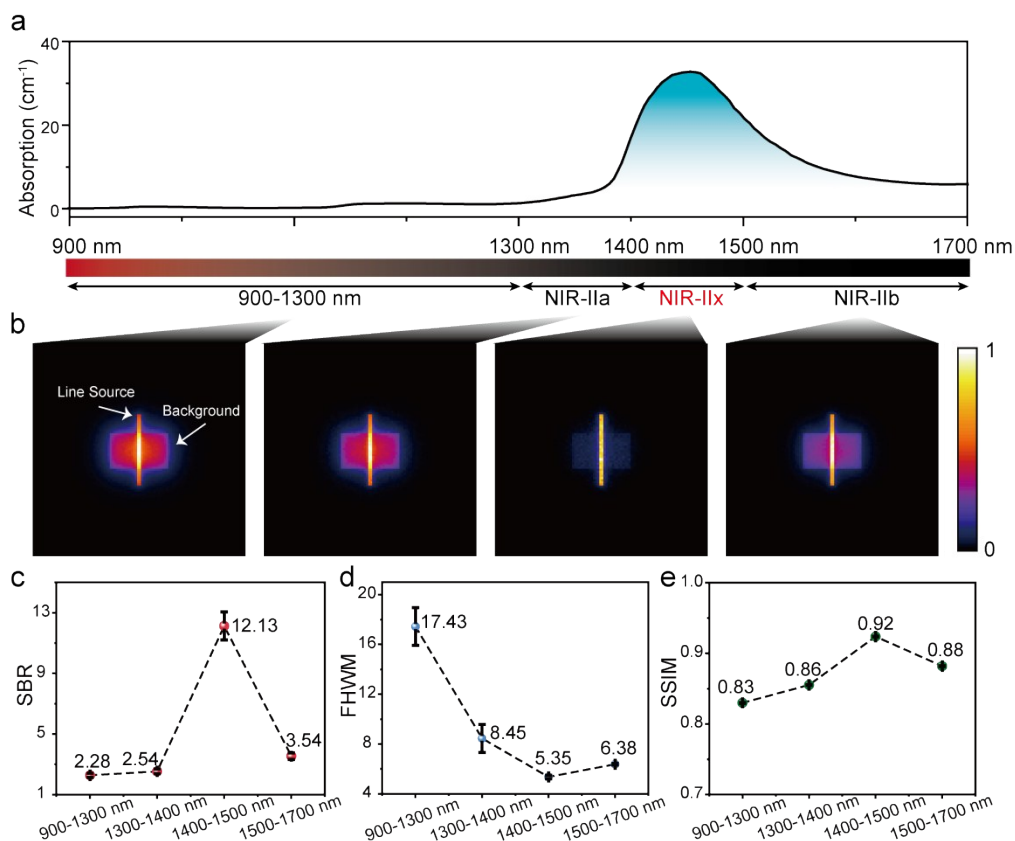 a
Absorption (cm⁻¹)
40
20
0
900 nm
1300 nm
1400 nm
1500 nm
1700 nm
900-1300 nm
NIR-IIa
NIR-IIx
NIR-IIb
b
Line Source
Background
1
0
c
SBR
13
9
5
1
2.28
2.54
12.13
3.54
900-1300 nm
1300-1400 nm
1400-1500 nm
1500-1700 nm
d
FHWM
20
16
12
8
4
17.43
8.45
5.35
6.38
900-1300 nm
1300-1400 nm
1400-1500 nm
1500-1700 nm
e
SSIM
1.0
0.9
0.8
0.7
0.83
0.86
0.92
0.88
900-1300 nm
1300-1400 nm
1400-1500 nm
1500-1700 nm